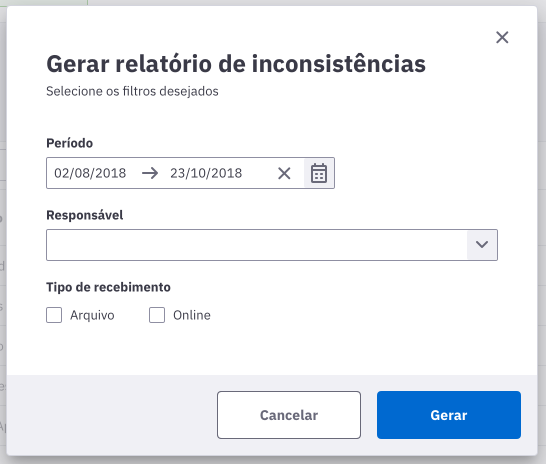 Gerar relatório de inconsistências
Selecione os filtros desejados
Período
02/08/2018 → 23/10/2018
Responsável
Tipo de recebimento
Arquivo Online
Cancelar Gerar